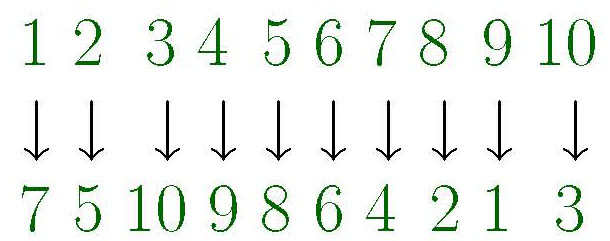 1 2 3 4 5 6 7 8 9 10
↓ ↓ ↓ ↓ ↓ ↓ ↓ ↓ ↓ ↓
7 5 10 9 8 6 4 2 1 3